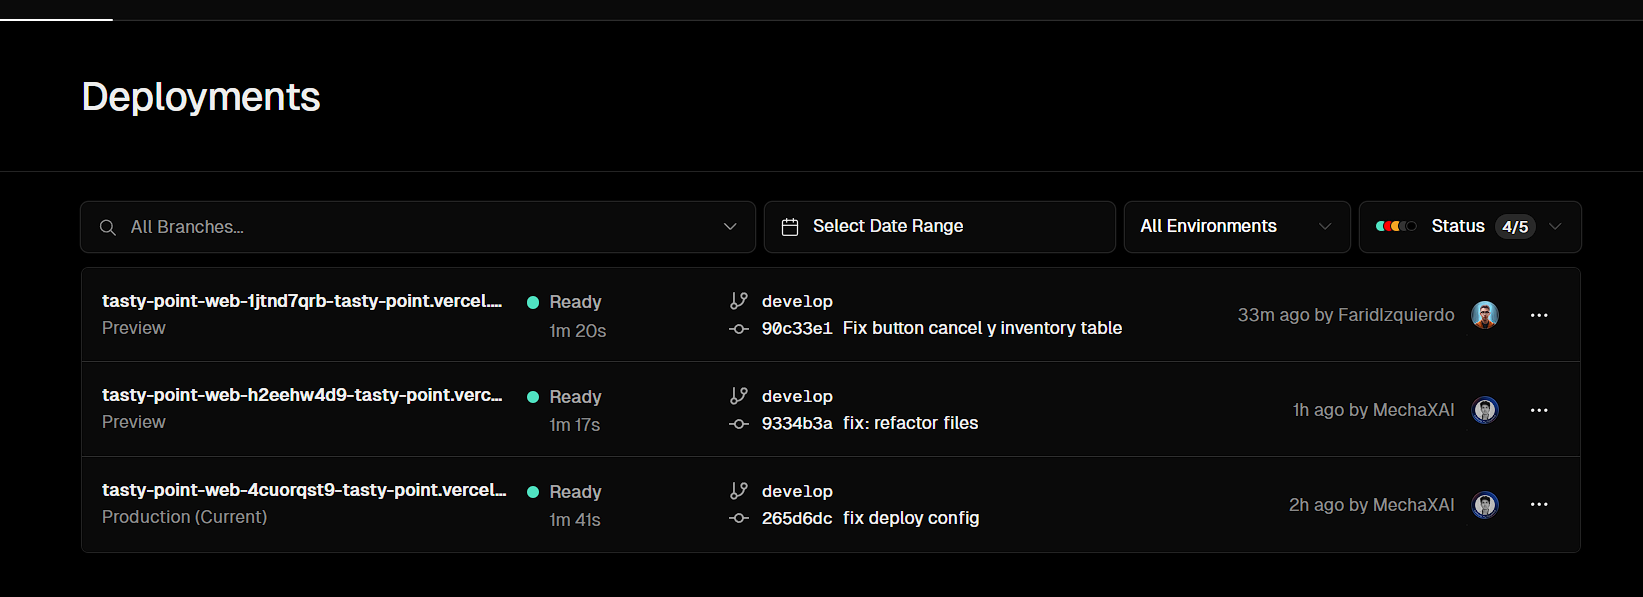 Deployments
All Branches...
Select Date Range
All Environments
Status 4/5
tasty-point-web-1jtnd7qrb-tasty-point.vercel....
Preview
Ready
1m 20s
develop
90c33e1 Fix button cancel y inventory table
33m ago by FaridIzquierdo
tasty-point-web-h2eehw4d9-tasty-point.verc...
Preview
Ready
1m 17s
develop
9334b3a fix: refactor files
1h ago by MechaXAI
tasty-point-web-4cuorqst9-tasty-point.vercel...
Production (Current)
Ready
1m 41s
develop
265d6dc fix deploy config
2h ago by MechaXAI